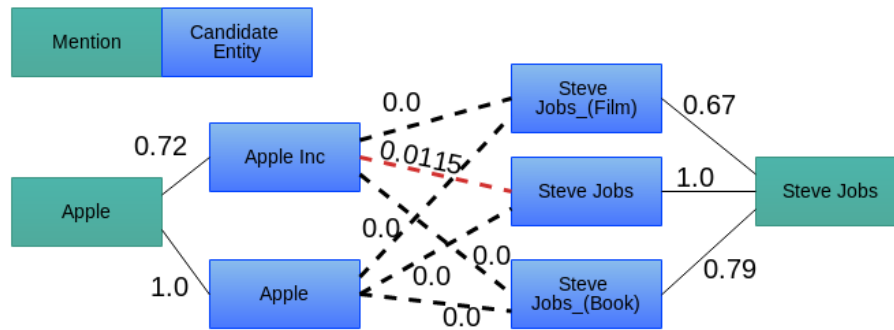 Mention
Candidate
Entity
Steve
Jobs_(Film)
0.0
0.67
0.72
Apple Inc
0.0115
Apple
Steve Jobs
1.0
Steve Jobs
0.0
0.0
1.0
Apple
0.0
0.0
Steve
Jobs_(Book)
0.79